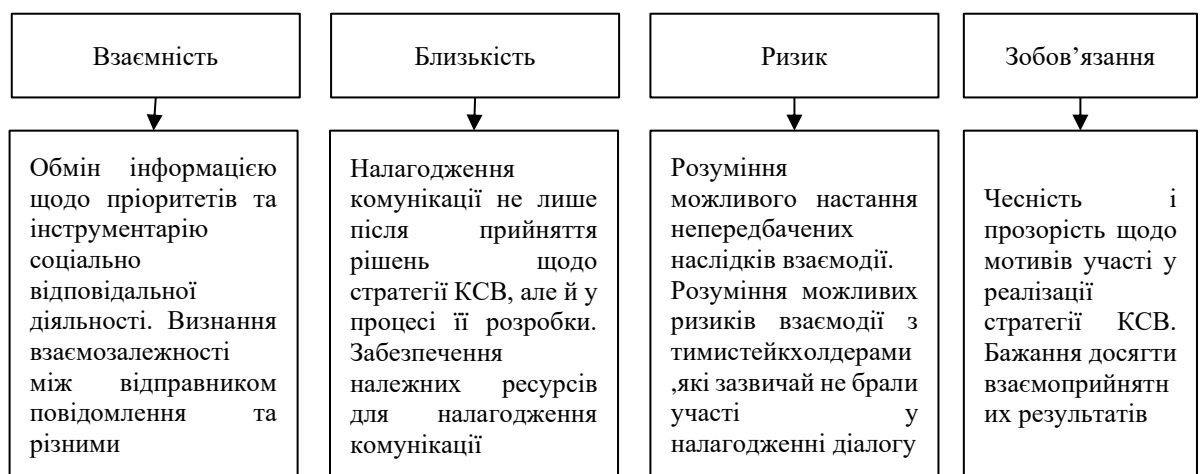 Взаємність
Близькість
Ризик
Зобов’язання
Обмін інформацією
щодо пріоритетів та
інструментарію
соціально
відповідальної
діяльності. Визнання
взаємозалежності
між відправником
повідомлення та
різними
Налагодження
комунікації не лише
після прийняття
рішень щодо
стратегії КСВ, але й у
процесі її розробки.
Забезпечення
належних ресурсів
для налагодження
комунікації
Розуміння
можливого настання
непередбачених
наслідків взаємодії.
Розуміння можливих
ризиків взаємодії з
тимистейкхолдерами
,які зазвичай не брали
участі у
налагодженні діалогу
Чесність і
прозорість щодо
мотивів участі у
реалізації
стратегії КСВ.
Бажання досягти
взаємоприйнятн
их результатів